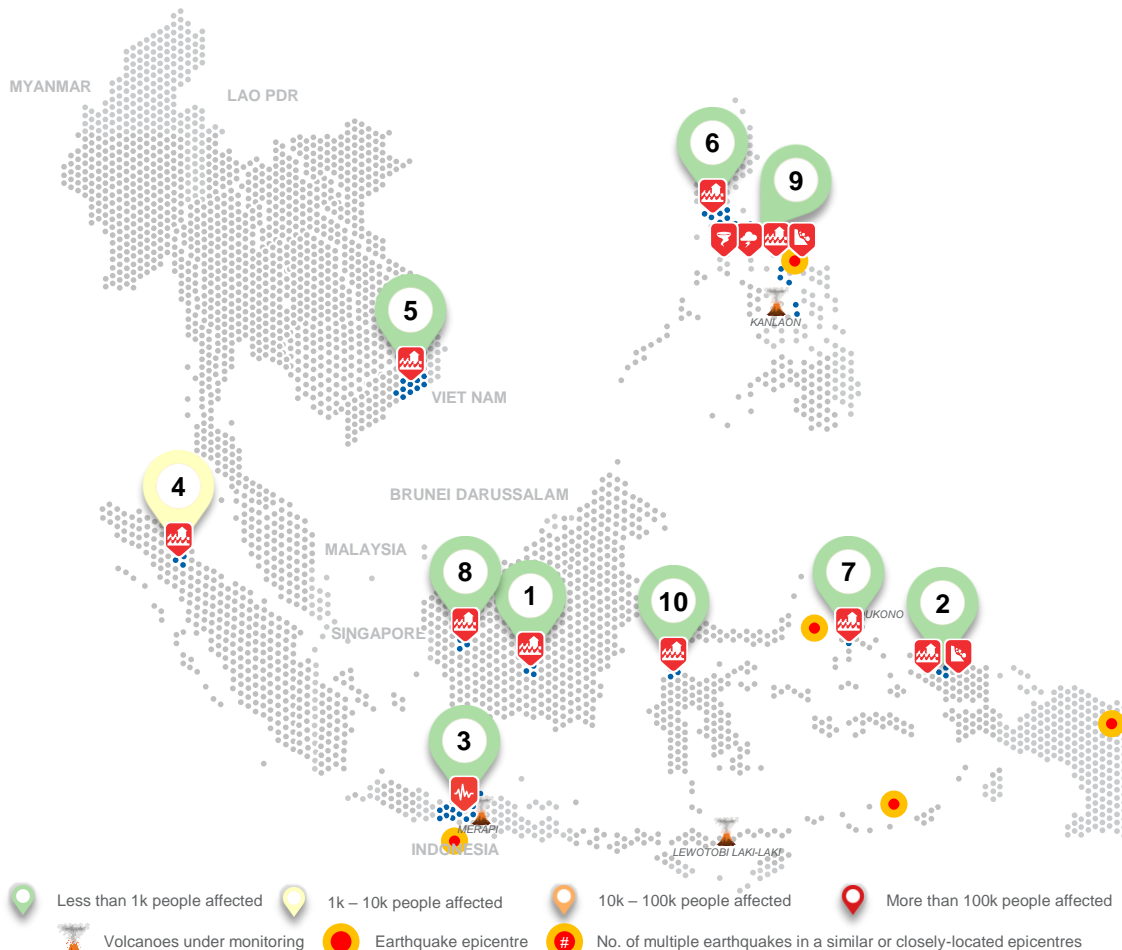 MYANMAR
LAO PDR
6
9
KANLAON
5
VIET NAM
4
BRUNEI DARUSSALAM
MALAYSIA
8
1
10
7
2
SINGAPORE
3
MERAPI
INDONESIA
LEWOTOBI LAKI-LAKI
Less than 1k people affected
1k – 10k people affected
10k – 100k people affected
More than 100k people affected
Volcanoes under monitoring
Earthquake epicentre
#
No. of multiple earthquakes in a similar or closely-located epicentres